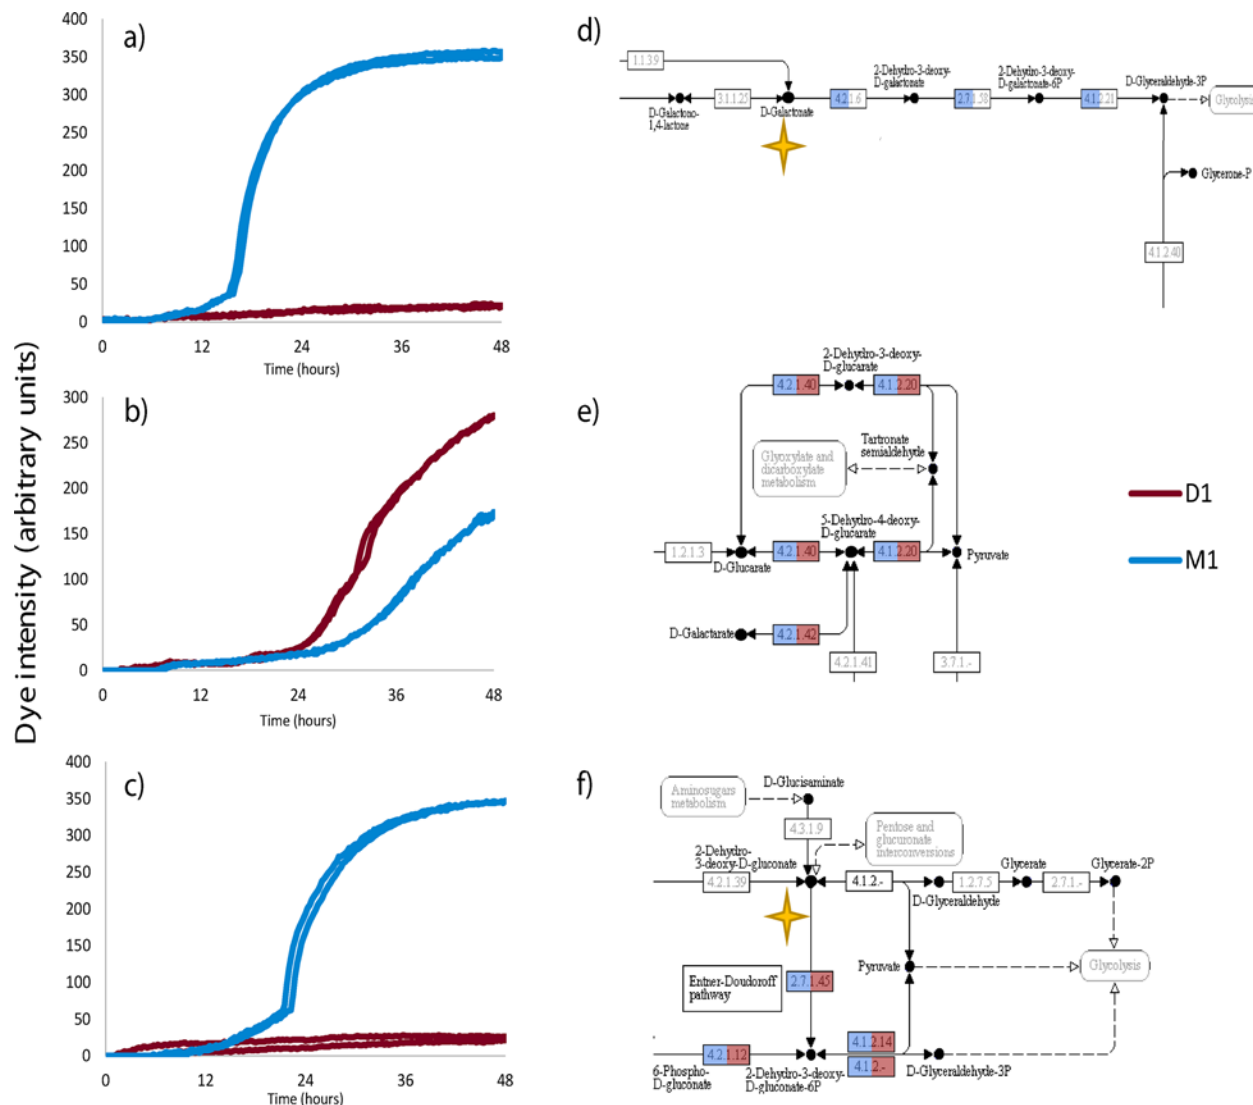 Dye intensity (arbitrary units)
a)
400
350
300
250
200
150
100
50
0
0 12 24 36 48
Time (hours)
b)
300
250
200
150
100
50
0
0 12 24 36 48
Time (hours)
c)
400
350
300
250
200
150
100
50
0
0 12 24 36 48
Time (hours)
d)
1.1.3.9
2-Dehydro-3-deoxy-
D-galactonate
2-Dehydro-3-deoxy-
D-galactonate-6P
D-Glyceraldehyde-3P
3.1.1.25
4.2.1.6
2.7.1.58
4.1.2.21
Glycolysis
D-Galactono-
1,4-lactone
D-Galactonate
Glycerone-P
4.1.2.40
e)
2-Dehydro-3-deoxy-
D-glucarate
4.2.1.40
4.1.2.20
Glyoxylate and
dicarboxylate
metabolism
Tartronate
semialdehyde
5-Dehydro-4-deoxy-
D-glucarate
1.2.1.3
D-Glucarate
4.2.1.40
4.1.2.20
Pyruvate
D-Galactarate
4.2.1.42
4.2.1.41
3.7.1.-
D1
M1
f)
Aminosugars
metabolism
D-Glucisaminate
4.3.1.9
Pentose and
glucuronate
interconversions
2-Dehydro-
3-deoxy-D-gluconate
4.2.1.39
4.1.2.-
D-Glyceraldehyde
1.2.7.5
Glycerate
2.7.1.-
Glycerate-2P
Entner-Doudoroff
pathway
2.7.1.45
Pyruvate
Glycolysis
4.2.1.12
4.1.2.14
4.1.2.-
6-Phospho-
D-gluconate
2-Dehydro-3-deoxy-
D-gluconate-6P
D-Glyceraldehyde-3P